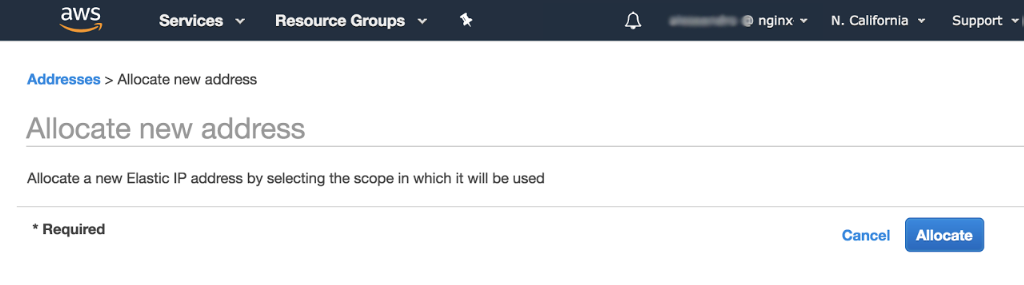 aws Services Resource Groups @ nginx N. California Support
Addresses > Allocate new address
Allocate new address
Allocate a new Elastic IP address by selecting the scope in which it will be used
* Required
Cancel Allocate